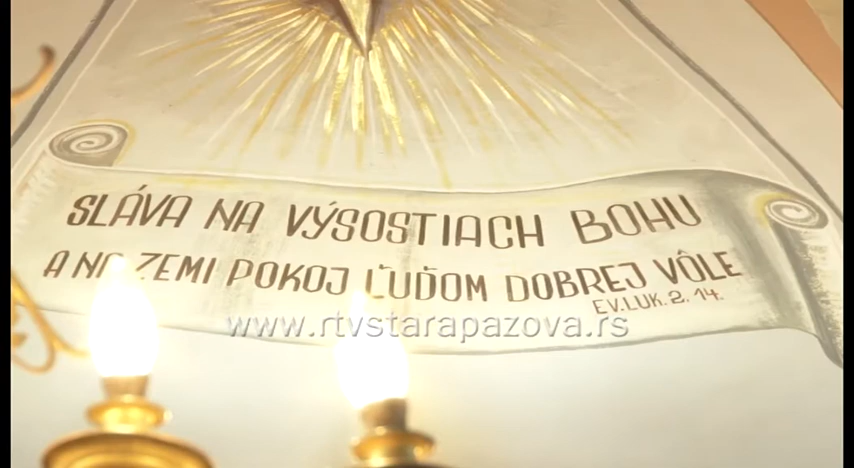 SLÁVA NA VÝSOSTIACH BOHU
A NA ZEMI POKOJ ĽUĎOM DOBREJ VÔLE
EV. LUK. 2. 14.
www.rtvstarapazova.rs